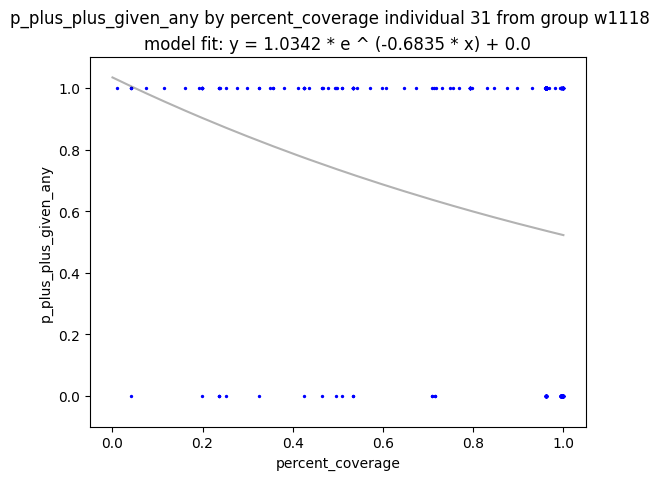 p_plus_plus_given_any by percent_coverage individual 31 from group w1118
model fit: y = 1.0342 * e ^ (-0.6835 * x) + 0.0
1.0
0.8
0.6
0.4
0.2
0.0
p_plus_plus_given_any
0.0 0.2 0.4 0.6 0.8 1.0
percent_coverage